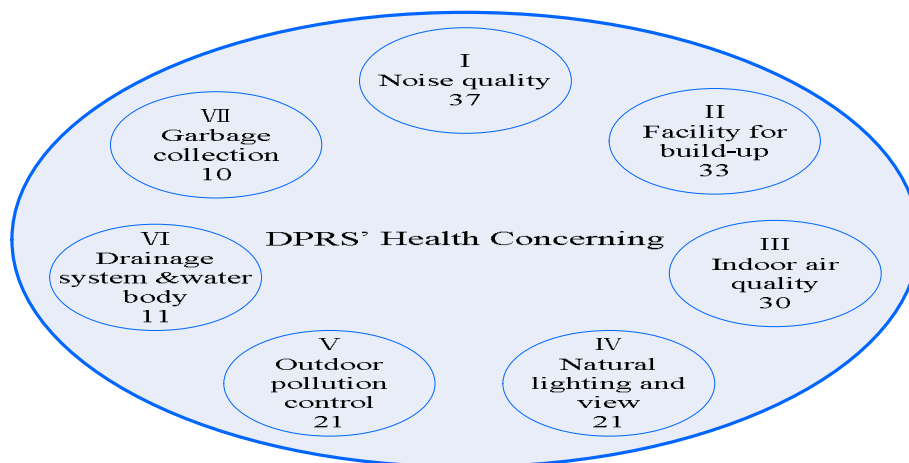 I
Noise quality
37
II
Facility for
build-up
33
III
Indoor air
quality
30
IV
Natural
lighting and
view
21
V
Outdoor
pollution
control
21
VI
Drainage
system &water
body
11
VII
Garbage
collection
10
DPRS’ Health Concerning